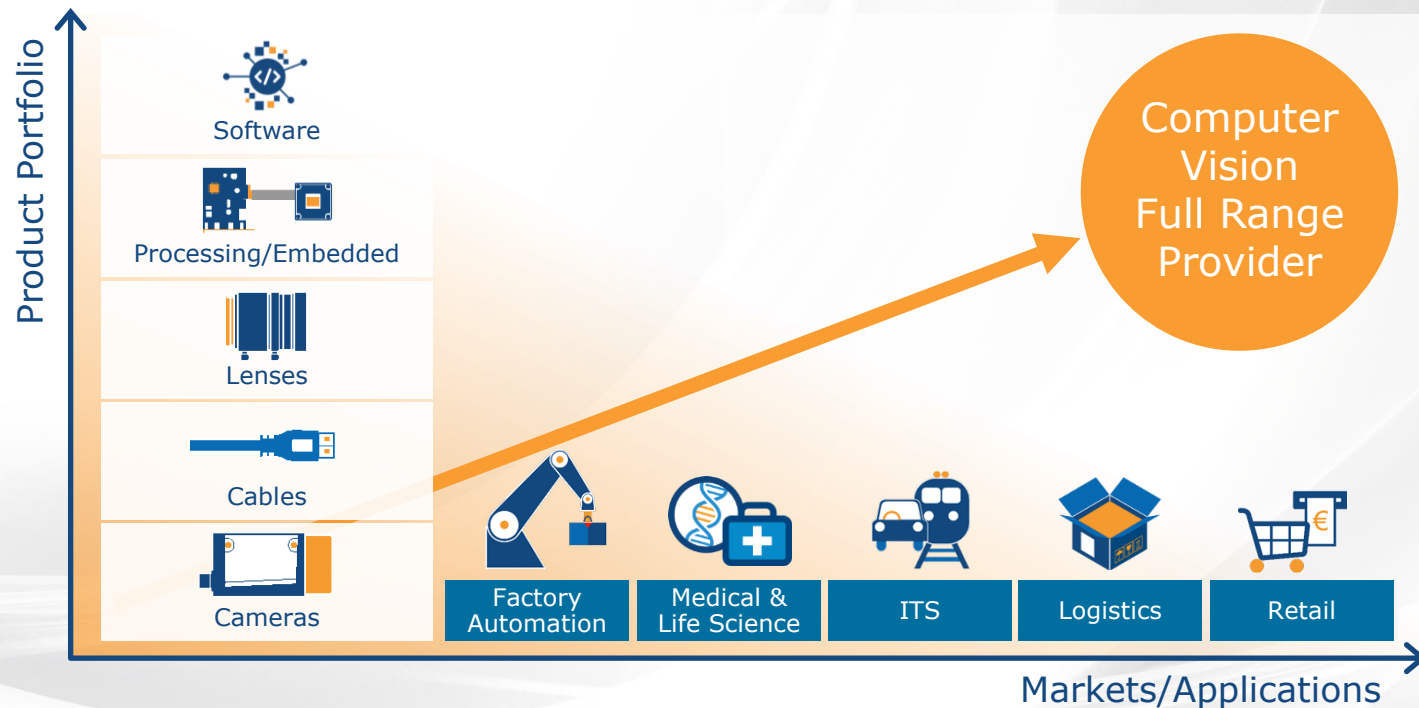 Product Portfolio
</>
Software
Processing/Embedded
Lenses
Cables
Cameras
Computer
Vision
Full Range
Provider
€
Factory
Automation
Medical &
Life Science
ITS
Logistics
Retail
Markets/Applications